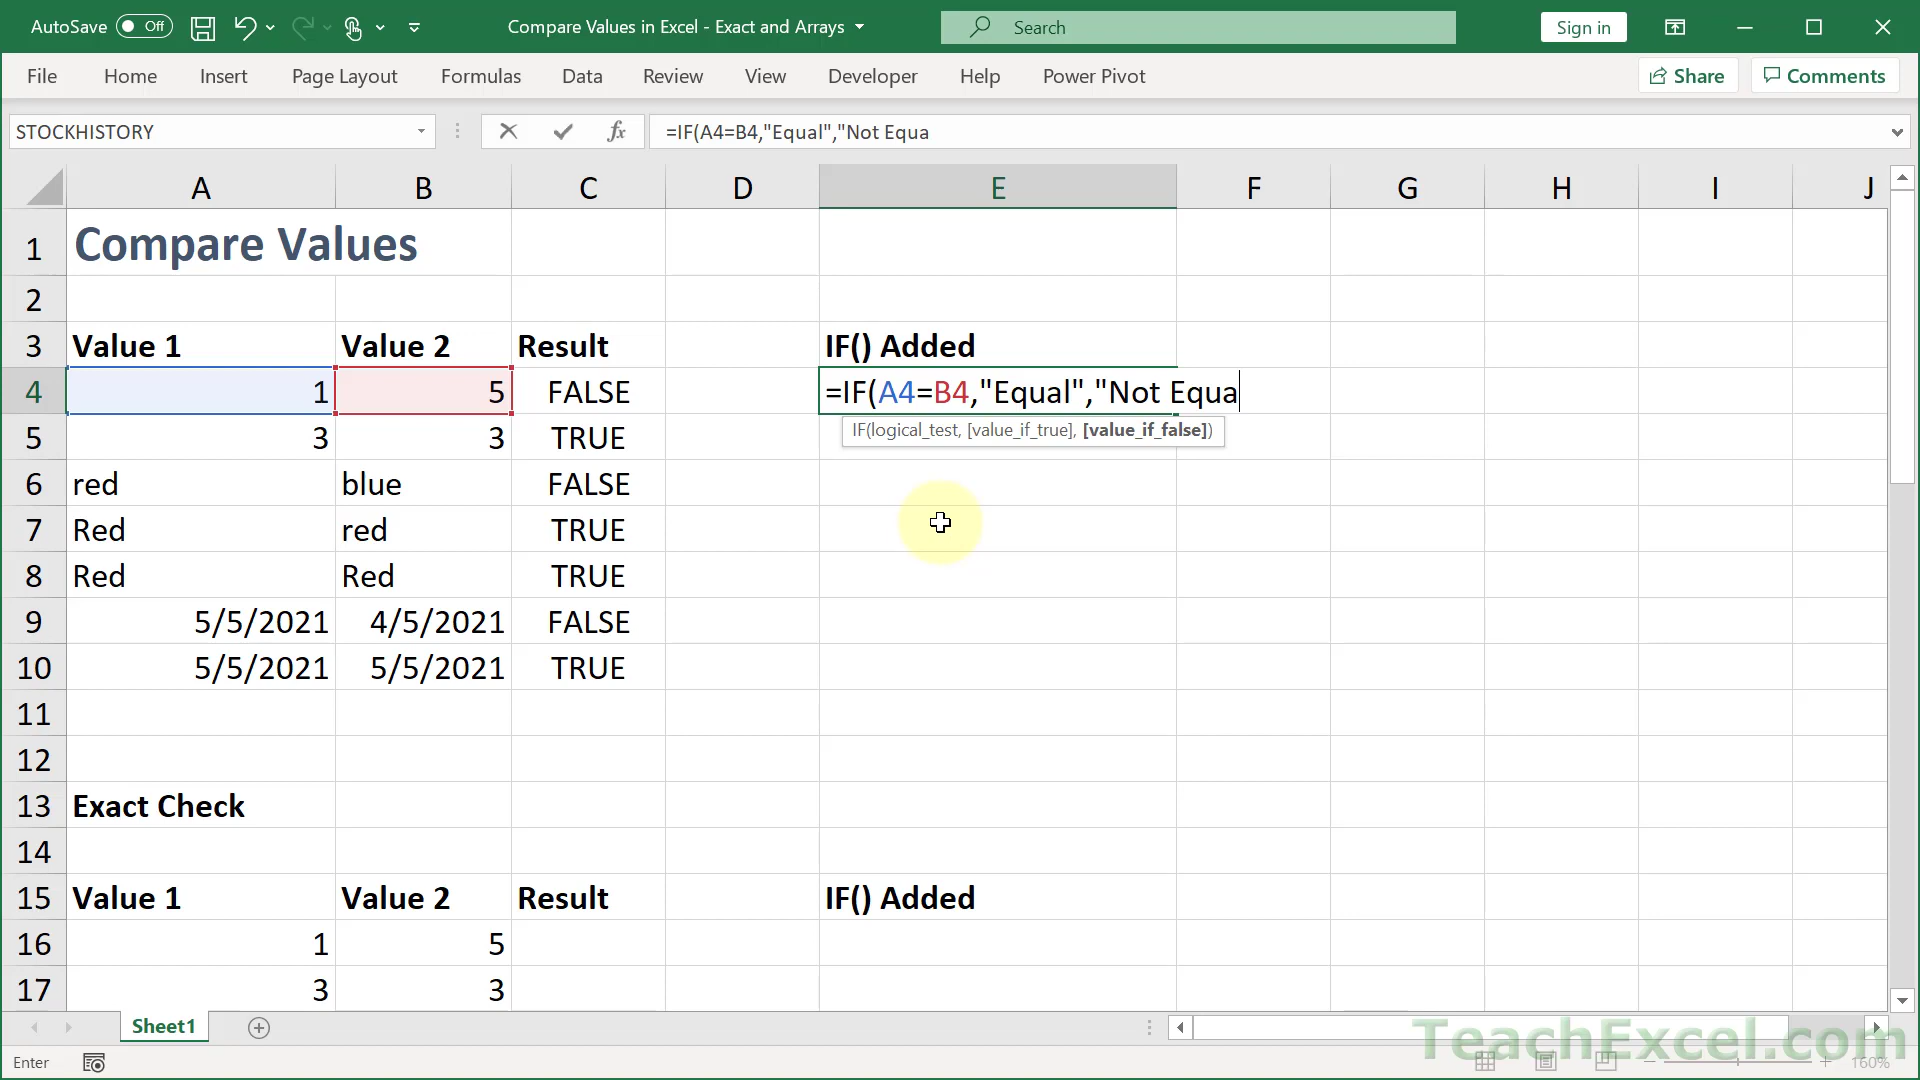 AutoSave Off Compare Values in Excel - Exact and Arrays Search Sign in
File Home Insert Page Layout Formulas Data Review View Developer Help Power Pivot Share Comments
STOCKHISTORY fx =IF(A4=B4,"Equal","Not Equa
A B C D E F G H I J
1 Compare Values
2
3 Value 1 Value 2 Result IF() Added
4 1 5 FALSE =IF(A4=B4,"Equal","Not Equa
IF(logical_test, [value_if_true], [value_if_false])
5 3 3 TRUE
6 red blue FALSE
7 Red red TRUE
8 Red Red TRUE
9 5/5/2021 4/5/2021 FALSE
10 5/5/2021 5/5/2021 TRUE
11
12
13 Exact Check
14
15 Value 1 Value 2 Result IF() Added
16 1 5
17 3 3
Sheet1
TeachExcel.com
Enter 160%